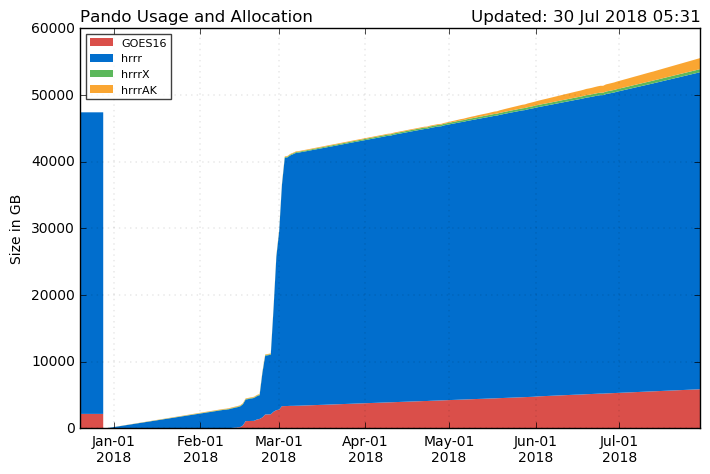 Pando Usage and Allocation Updated: 30 Jul 2018 05:31
60000
50000
40000
30000
20000
10000
0
Size in GB
GOES16
hrrr
hrrrX
hrrrAK
Jan-01 Feb-01 Mar-01 Apr-01 May-01 Jun-01 Jul-01
2018 2018 2018 2018 2018 2018 2018